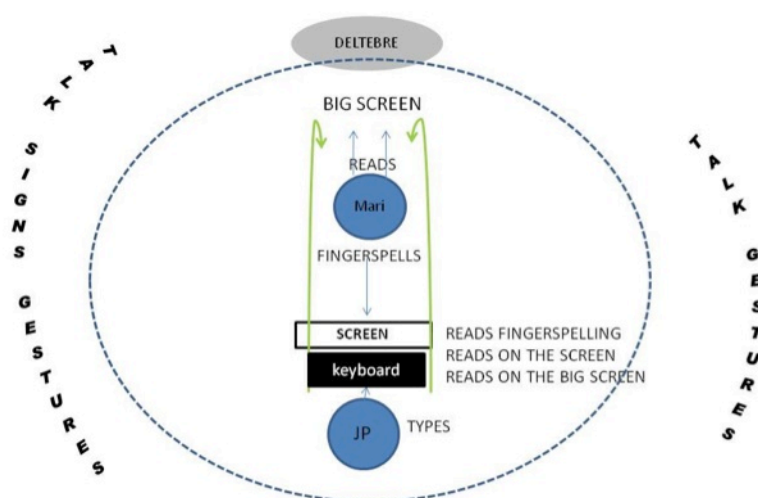 DELTEBRE
BIG SCREEN
READS
Mari
FINGERSPELLS
SCREEN
READS FINGERSPELLING
READS ON THE SCREEN
keyboard
READS ON THE BIG SCREEN
JP
TYPES
TALK SIGNS GESTURES
TALK GESTURES